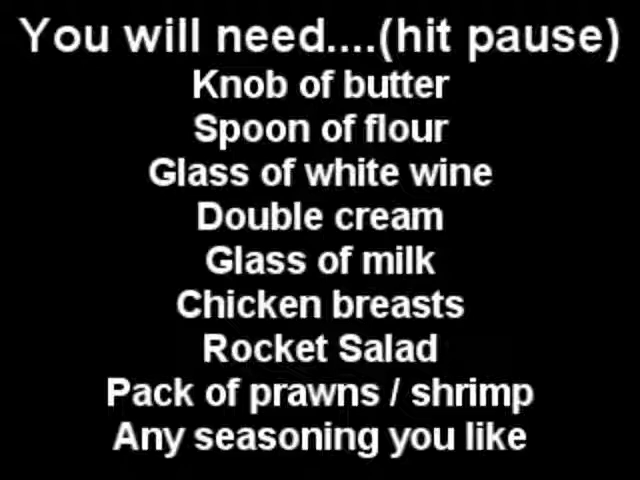 You will need....(hit pause)
Knob of butter
Spoon of flour
Glass of white wine
Double cream
Glass of milk
Chicken breasts
Rocket Salad
Pack of prawns / shrimp
Any seasoning you like